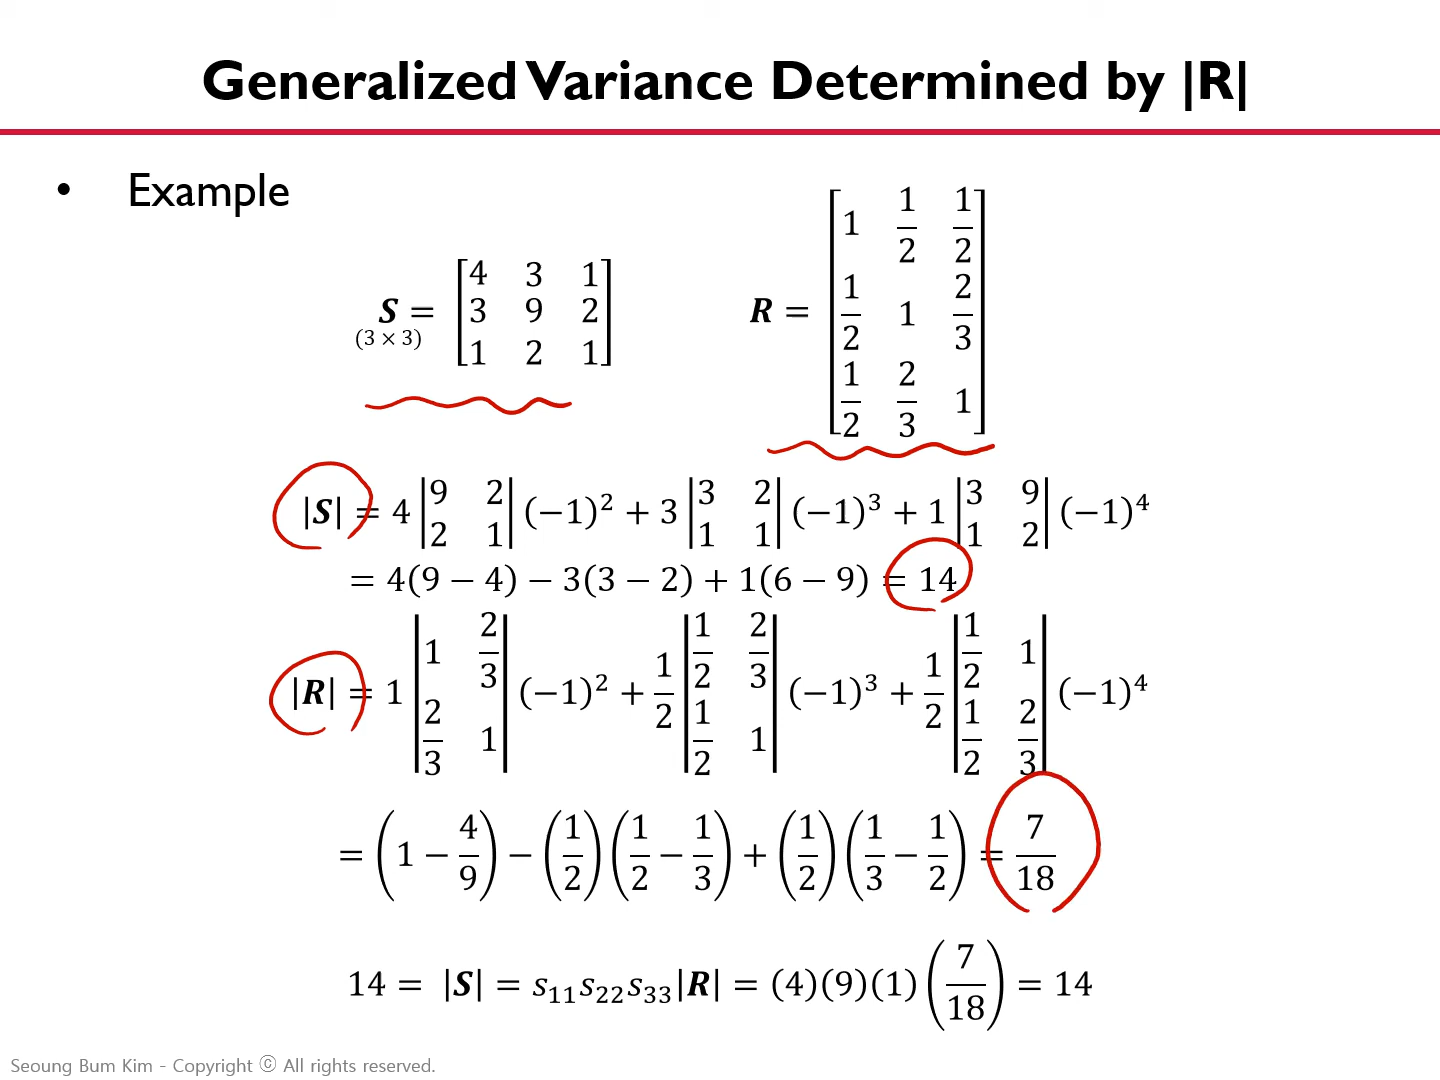 Generalized Variance Determined by |R|
• Example
S = [4 3 1; 3 9 2; 1 2 1]
(3 × 3)
R = [1 1/2 1/2; 1/2 1 2/3; 1/2 2/3 1]
|S| = 4 |9 2; 2 1| (−1)² + 3 |3 2; 1 1| (−1)³ + 1 |3 9; 1 2| (−1)⁴
= 4(9 − 4) − 3(3 − 2) + 1(6 − 9) = 14
|R| = 1 |1 2/3; 2/3 1| (−1)² + 1/2 |1/2 2/3; 1/2 1| (−1)³ + 1/2 |1/2 1; 1/2 2/3| (−1)⁴
= (1 − 4/9) − (1/2)(1/2 − 1/3) + (1/2)(1/3 − 1/2) = 7/18
14 = |S| = s₁₁s₂₂s₃₃|R| = (4)(9)(1)(7/18) = 14
Seoung Bum Kim - Copyright ⓒ All rights reserved.